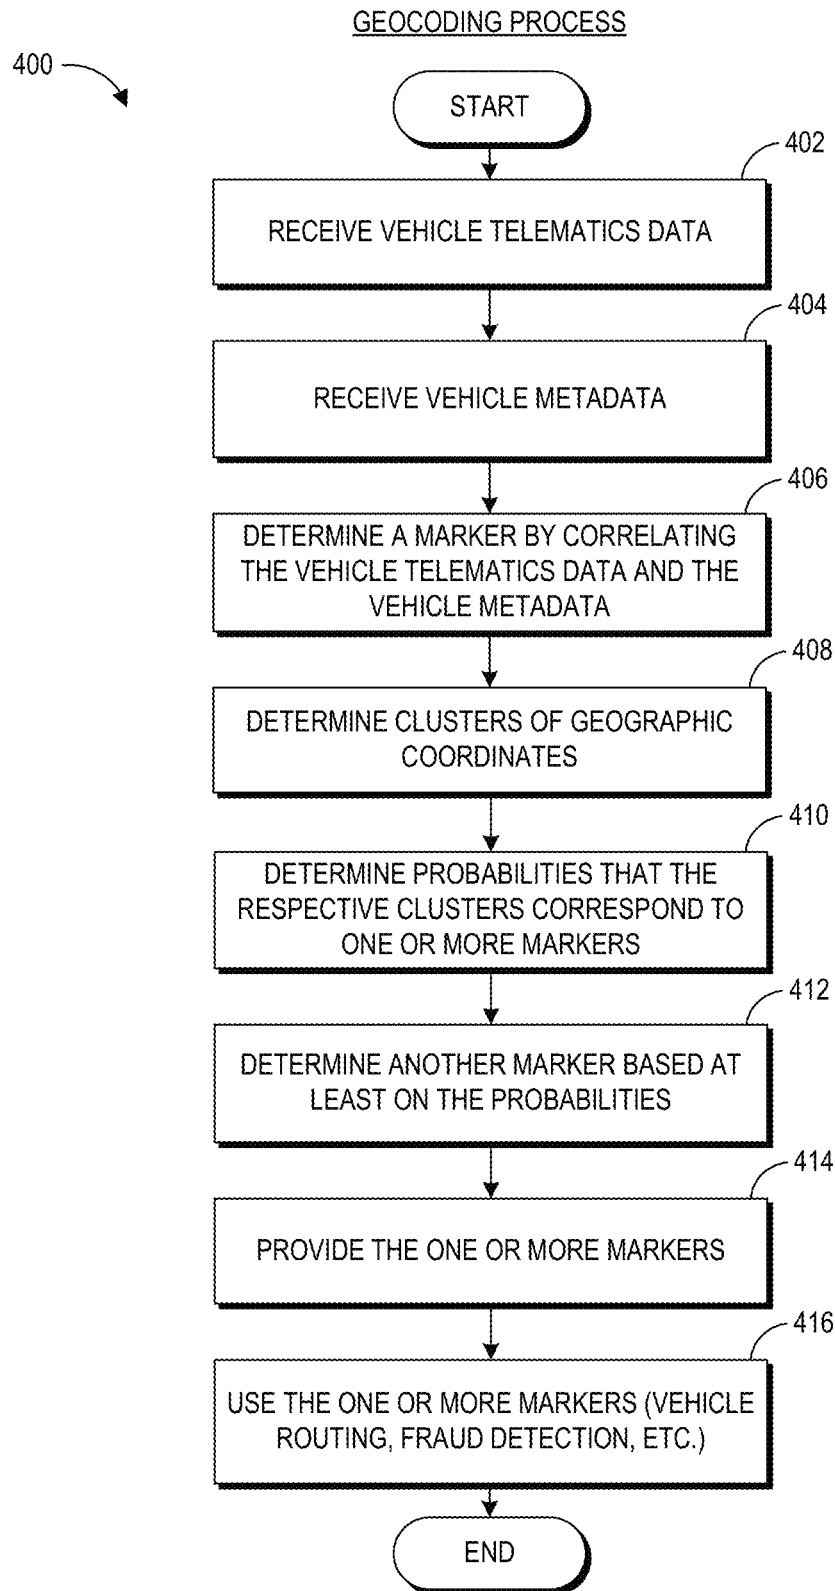 GEOCODING PROCESS
400
START
402
RECEIVE VEHICLE TELEMATICS DATA
404
RECEIVE VEHICLE METADATA
406
DETERMINE A MARKER BY CORRELATING
THE VEHICLE TELEMATICS DATA AND THE
VEHICLE METADATA
408
DETERMINE CLUSTERS OF GEOGRAPHIC
COORDINATES
410
DETERMINE PROBABILITIES THAT THE
RESPECTIVE CLUSTERS CORRESPOND TO
ONE OR MORE MARKERS
412
DETERMINE ANOTHER MARKER BASED AT
LEAST ON THE PROBABILITIES
414
PROVIDE THE ONE OR MORE MARKERS
416
USE THE ONE OR MORE MARKERS (VEHICLE
ROUTING, FRAUD DETECTION, ETC.)
END